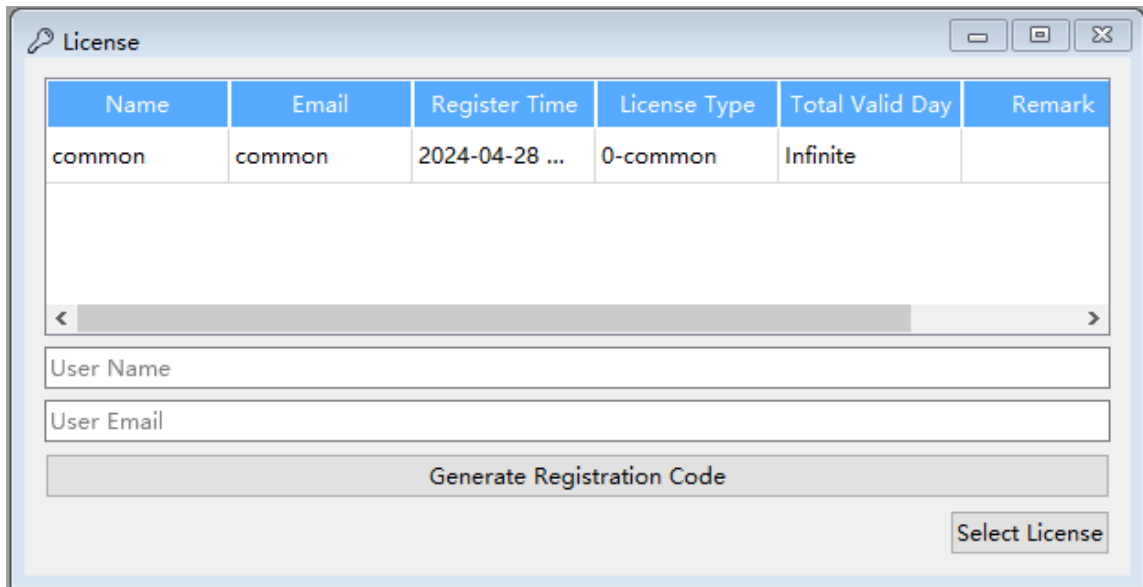 License
Name Email Register Time License Type Total Valid Day Remark
common common 2024-04-28 ... 0-common Infinite
User Name
User Email
Generate Registration Code
Select License